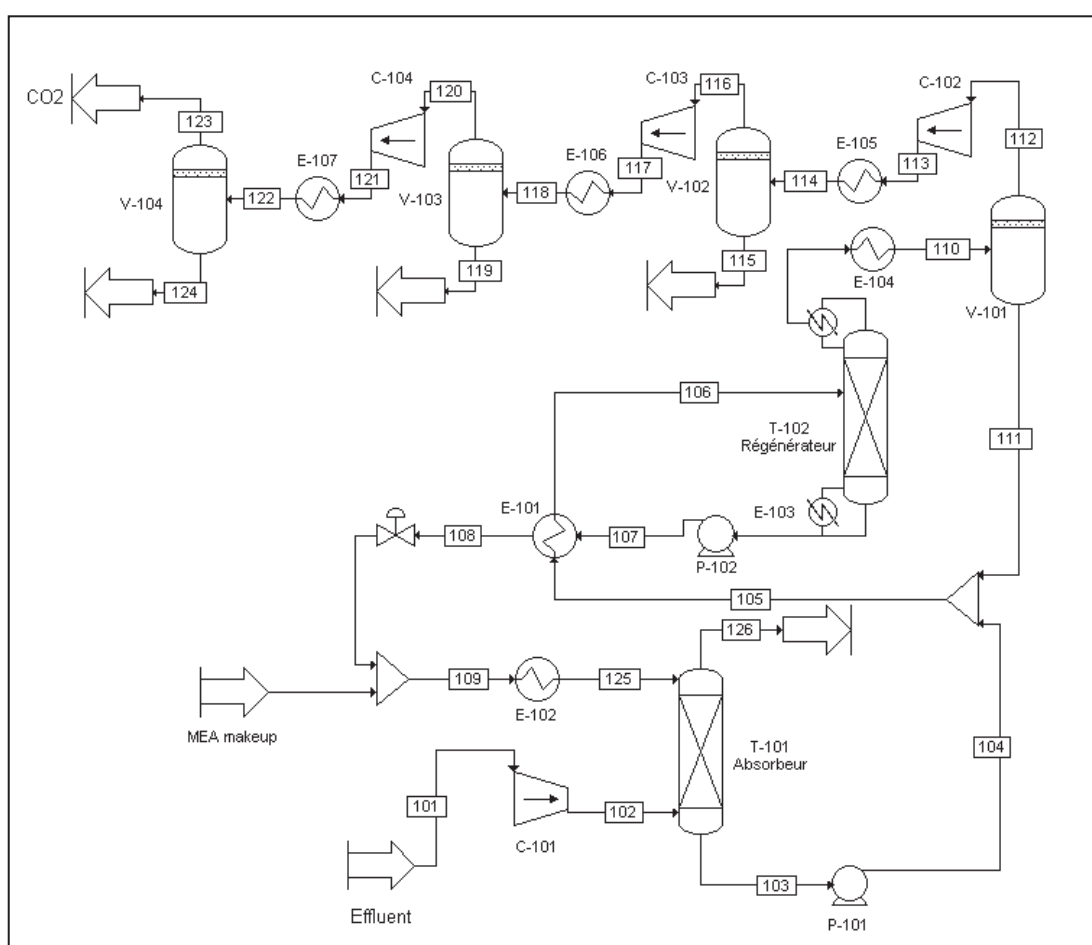 C-104
120
C-103
116
C-102
CO2
123
112
E-107
121
E-106
117
E-105
113
V-104
122
V-103
118
V-102
114
E-104
110
124
119
115
V-101
106
T-102
Régénérateur
111
E-101
E-103
108
107
P-102
105
126
109
125
MEA makeup
E-102
T-101
Absorbeur
104
101
102
C-101
103
Effluent
P-101